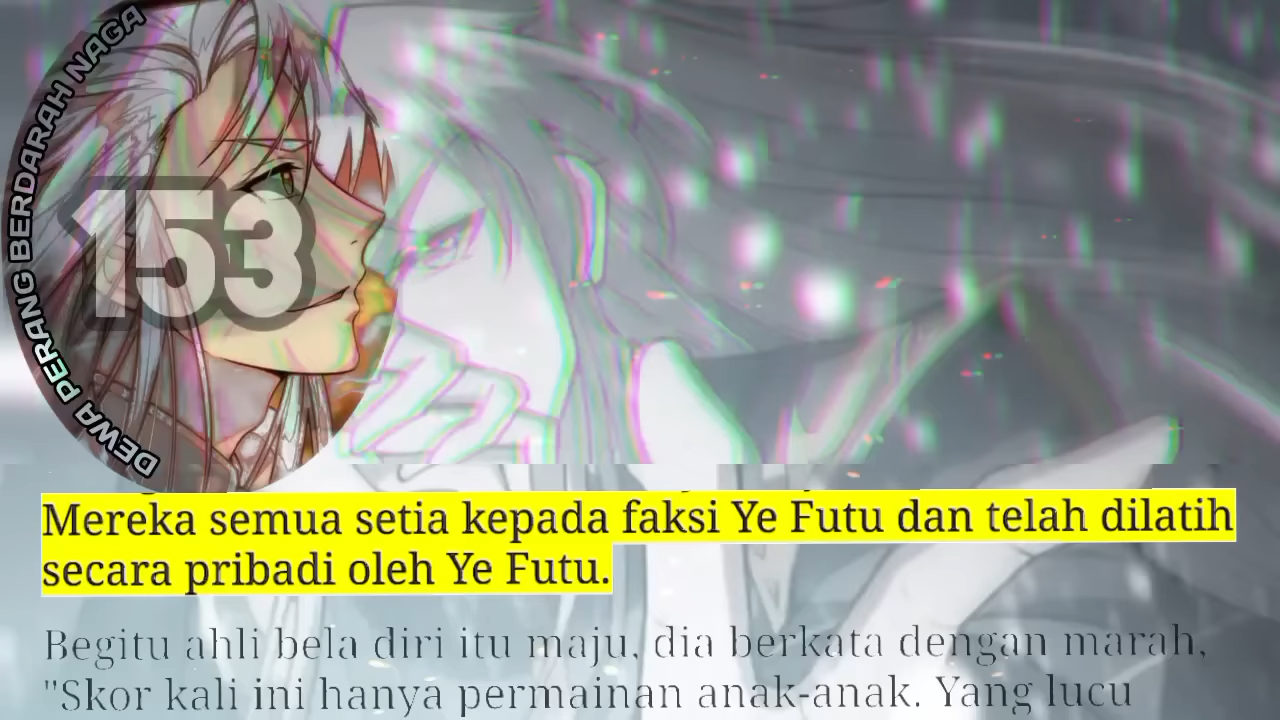 DEWA PERANG BERDARAH NAGA
153
Mereka semua setia kepada faksi Ye Futu dan telah dilatih
secara pribadi oleh Ye Futu.
Begitu ahli bela diri itu maju, dia berkata dengan marah,
"Skor kali ini hanya permainan anak-anak. Yang lucu